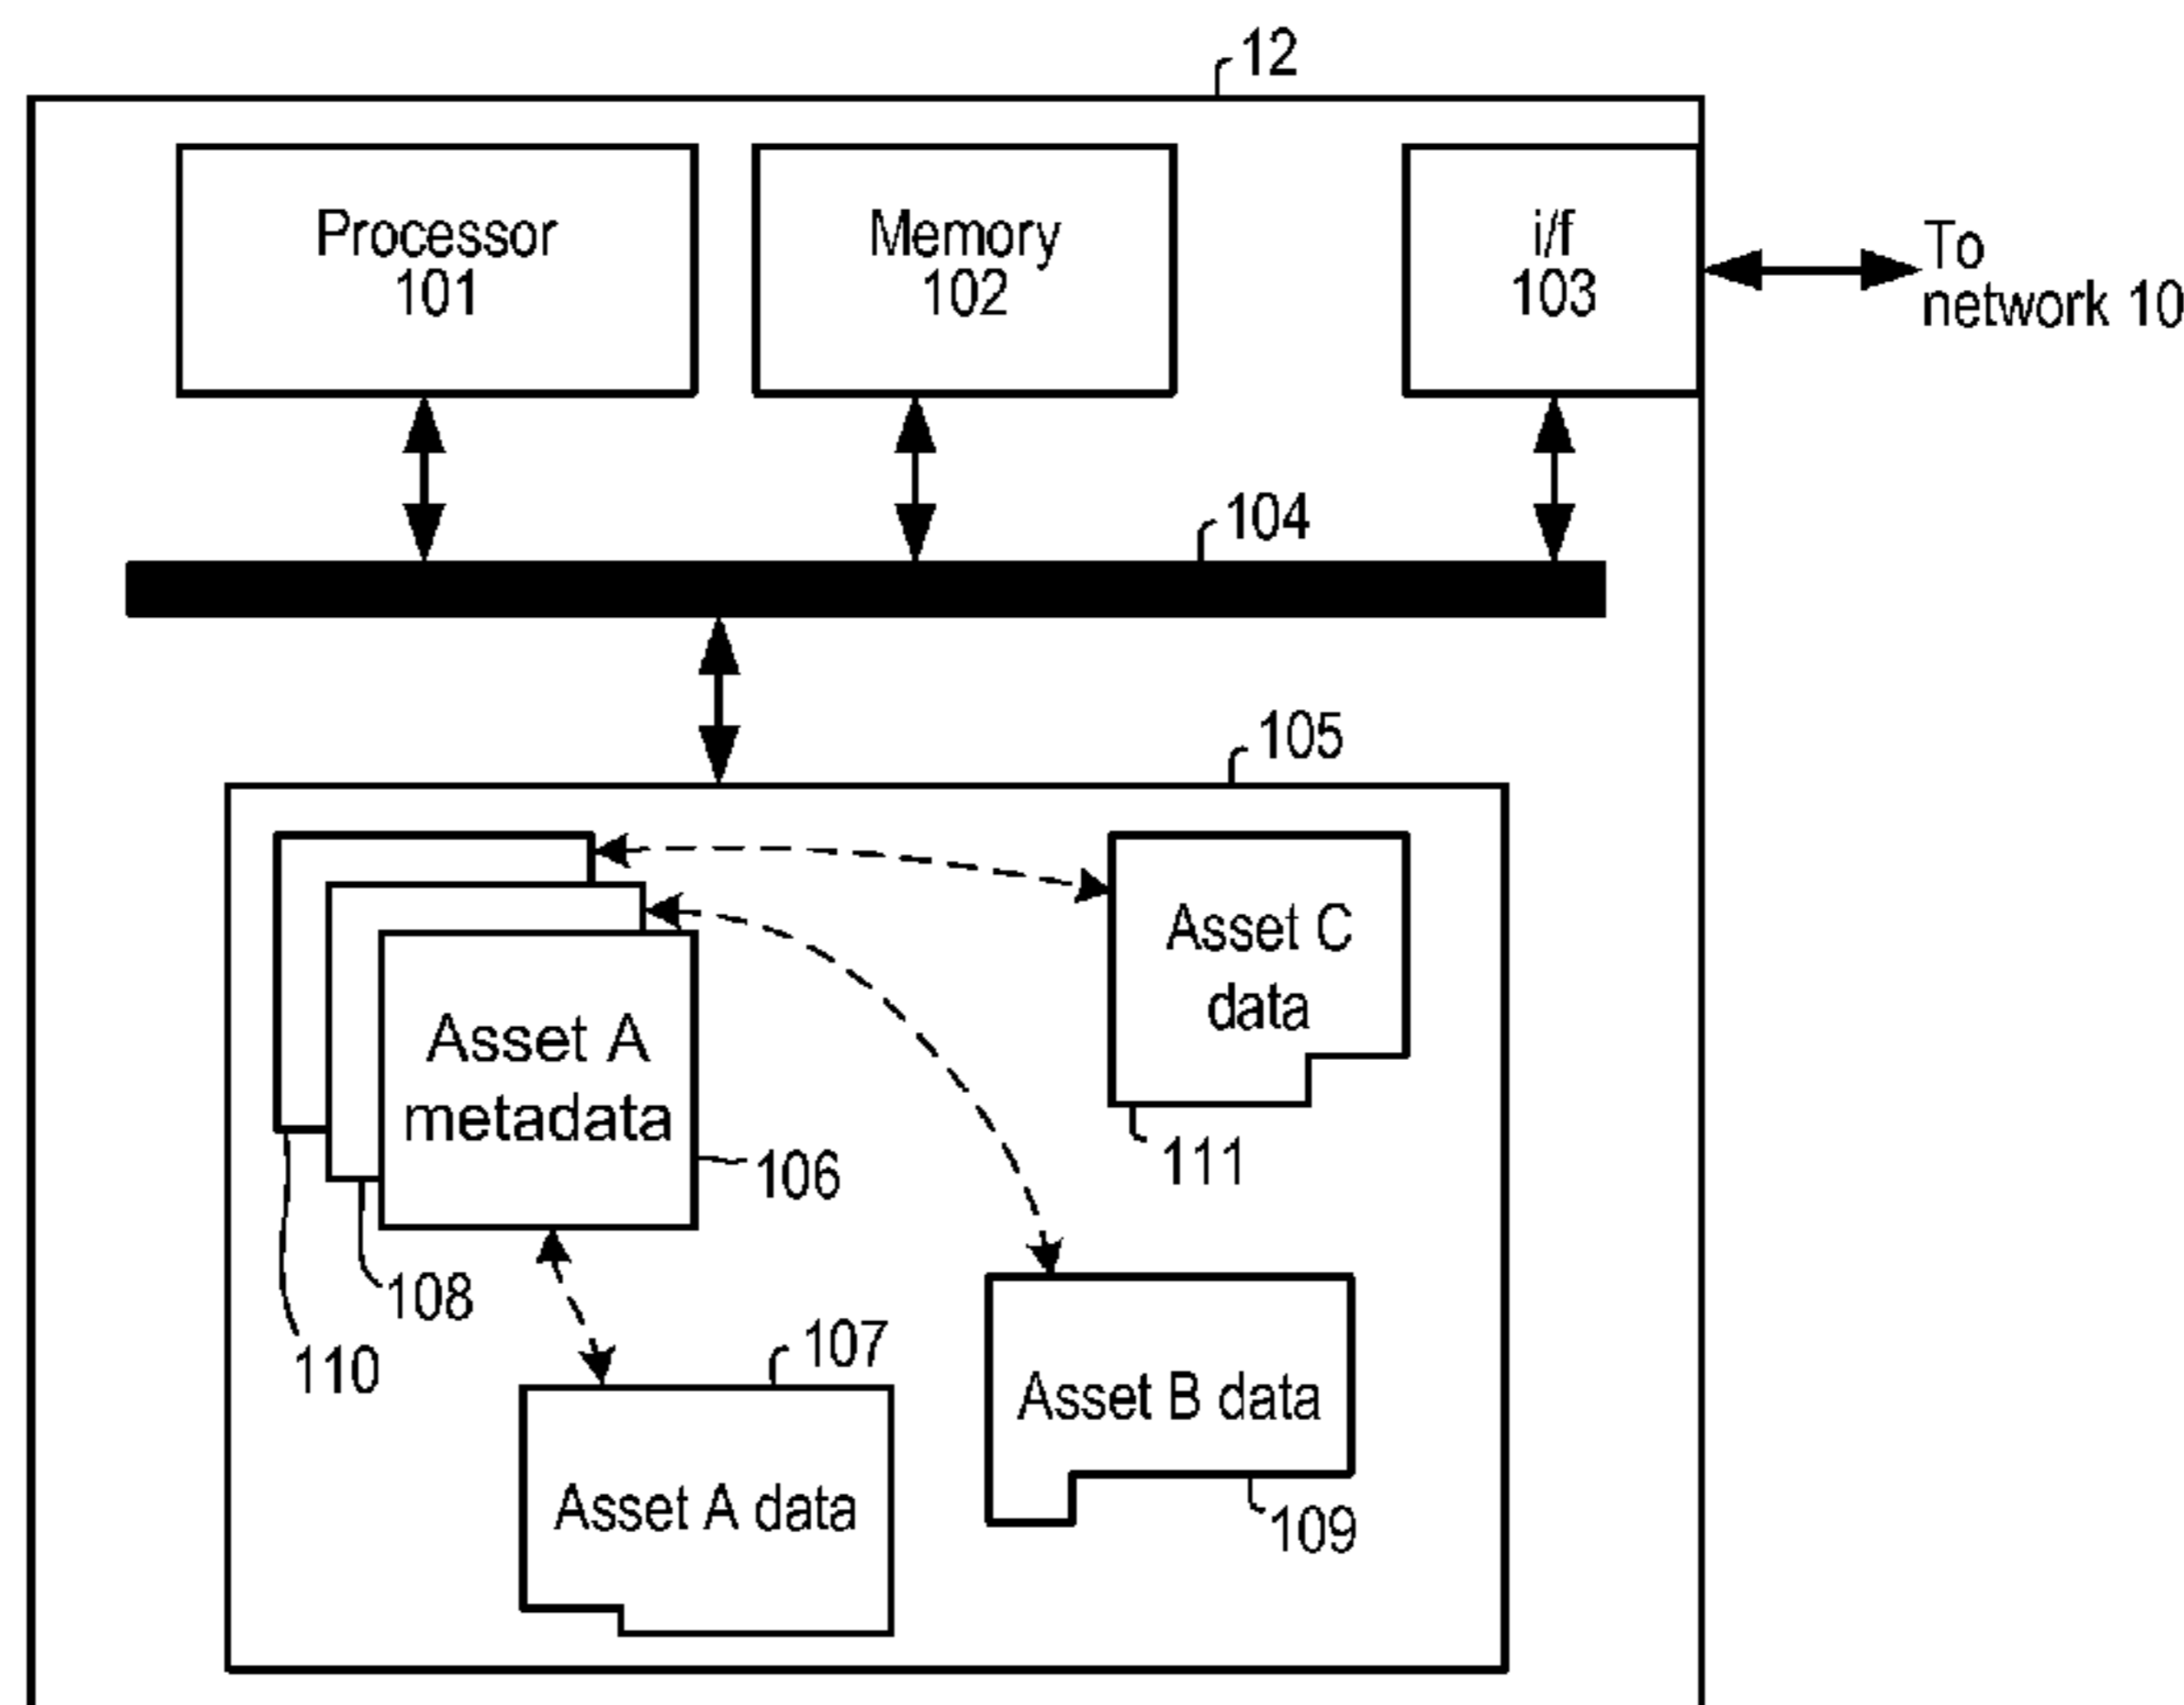 12
Processor
101
Memory
102
i/f
103
To
network 10
104
105
Asset C
data
Asset A
metadata
111
106
108
107
110
Asset B data
Asset A data
109